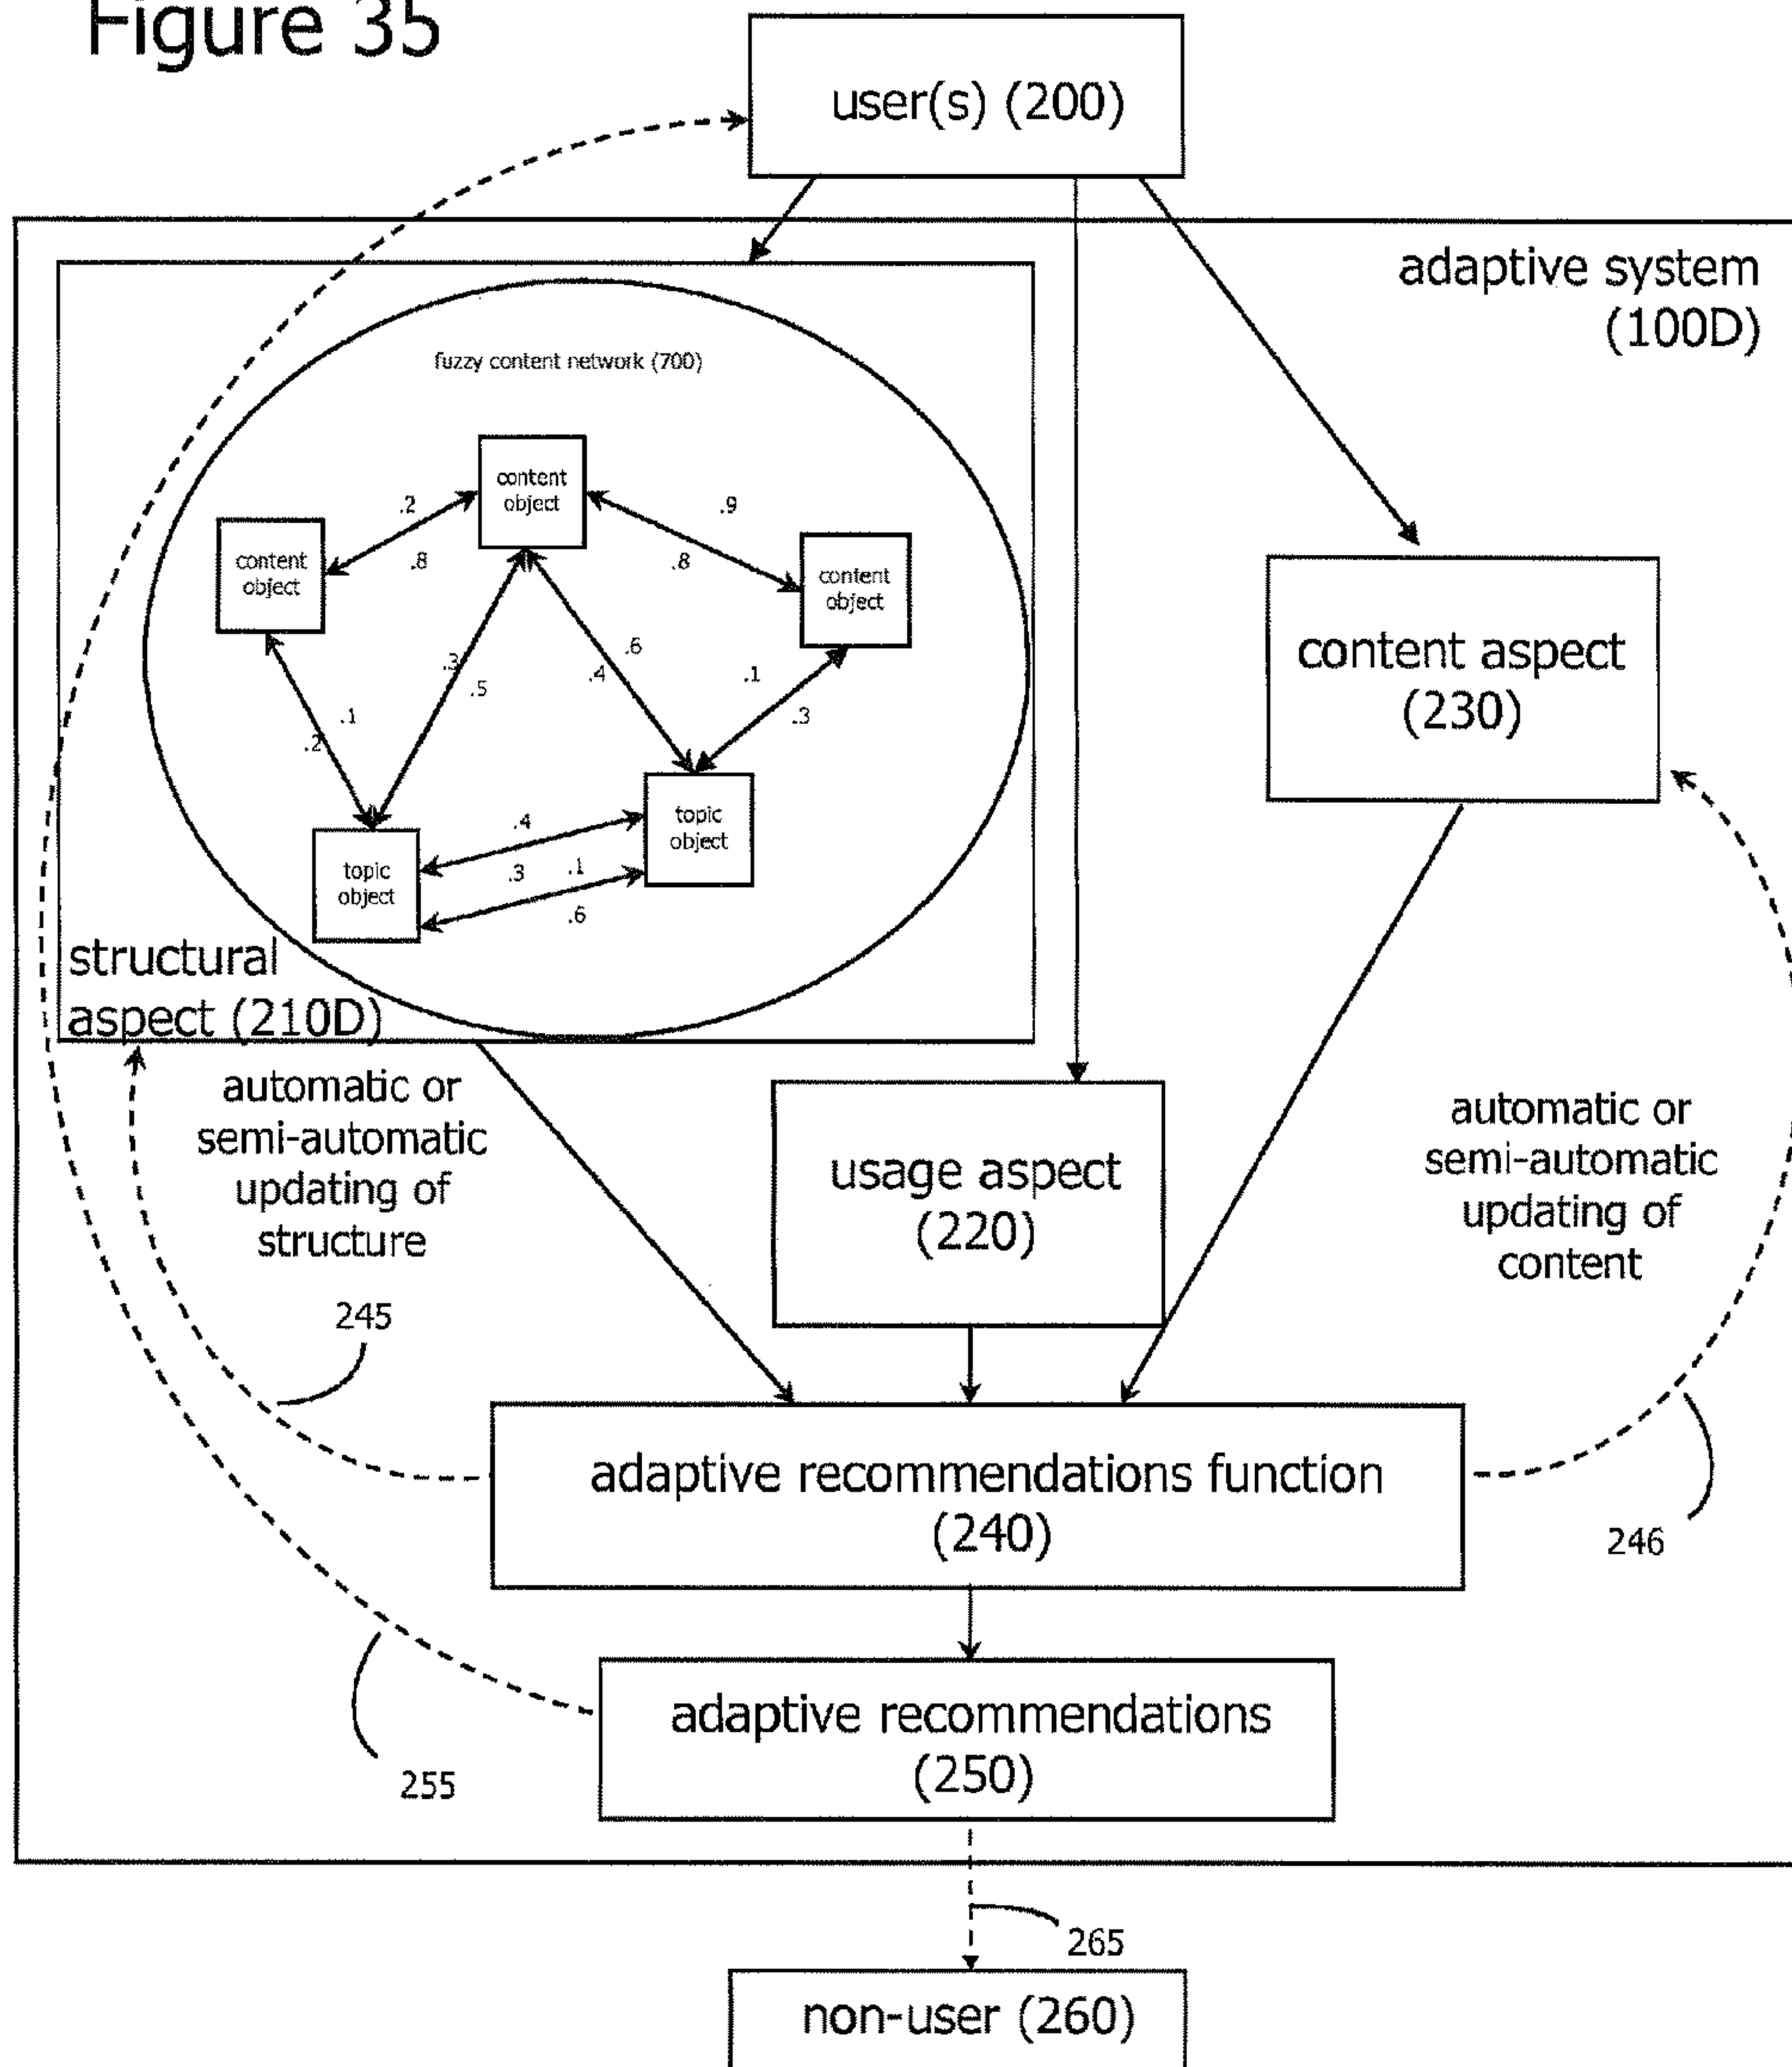 Figure 35
user(s) (200)
adaptive system
(100D)
fuzzy content network (700)
content
object
.2
.9
content
object
.8
.8
content
object
.6
.3
.4
.1
.5
.1
.3
.2
topic
object
.4
topic
object
.3
.1
.6
content aspect
(230)
structural
aspect (210D)
automatic or
semi-automatic
updating of
structure
245
usage aspect
(220)
automatic or
semi-automatic
updating of
content
246
adaptive recommendations function
(240)
adaptive recommendations
(250)
255
265
non-user (260)